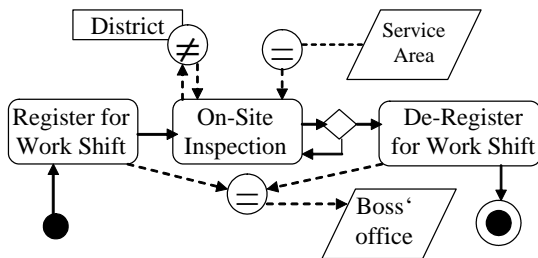 District
≠
=
Service
Area
Register for
Work Shift
On-Site
Inspection
De-Register
for Work Shift
=
Boss‘
office